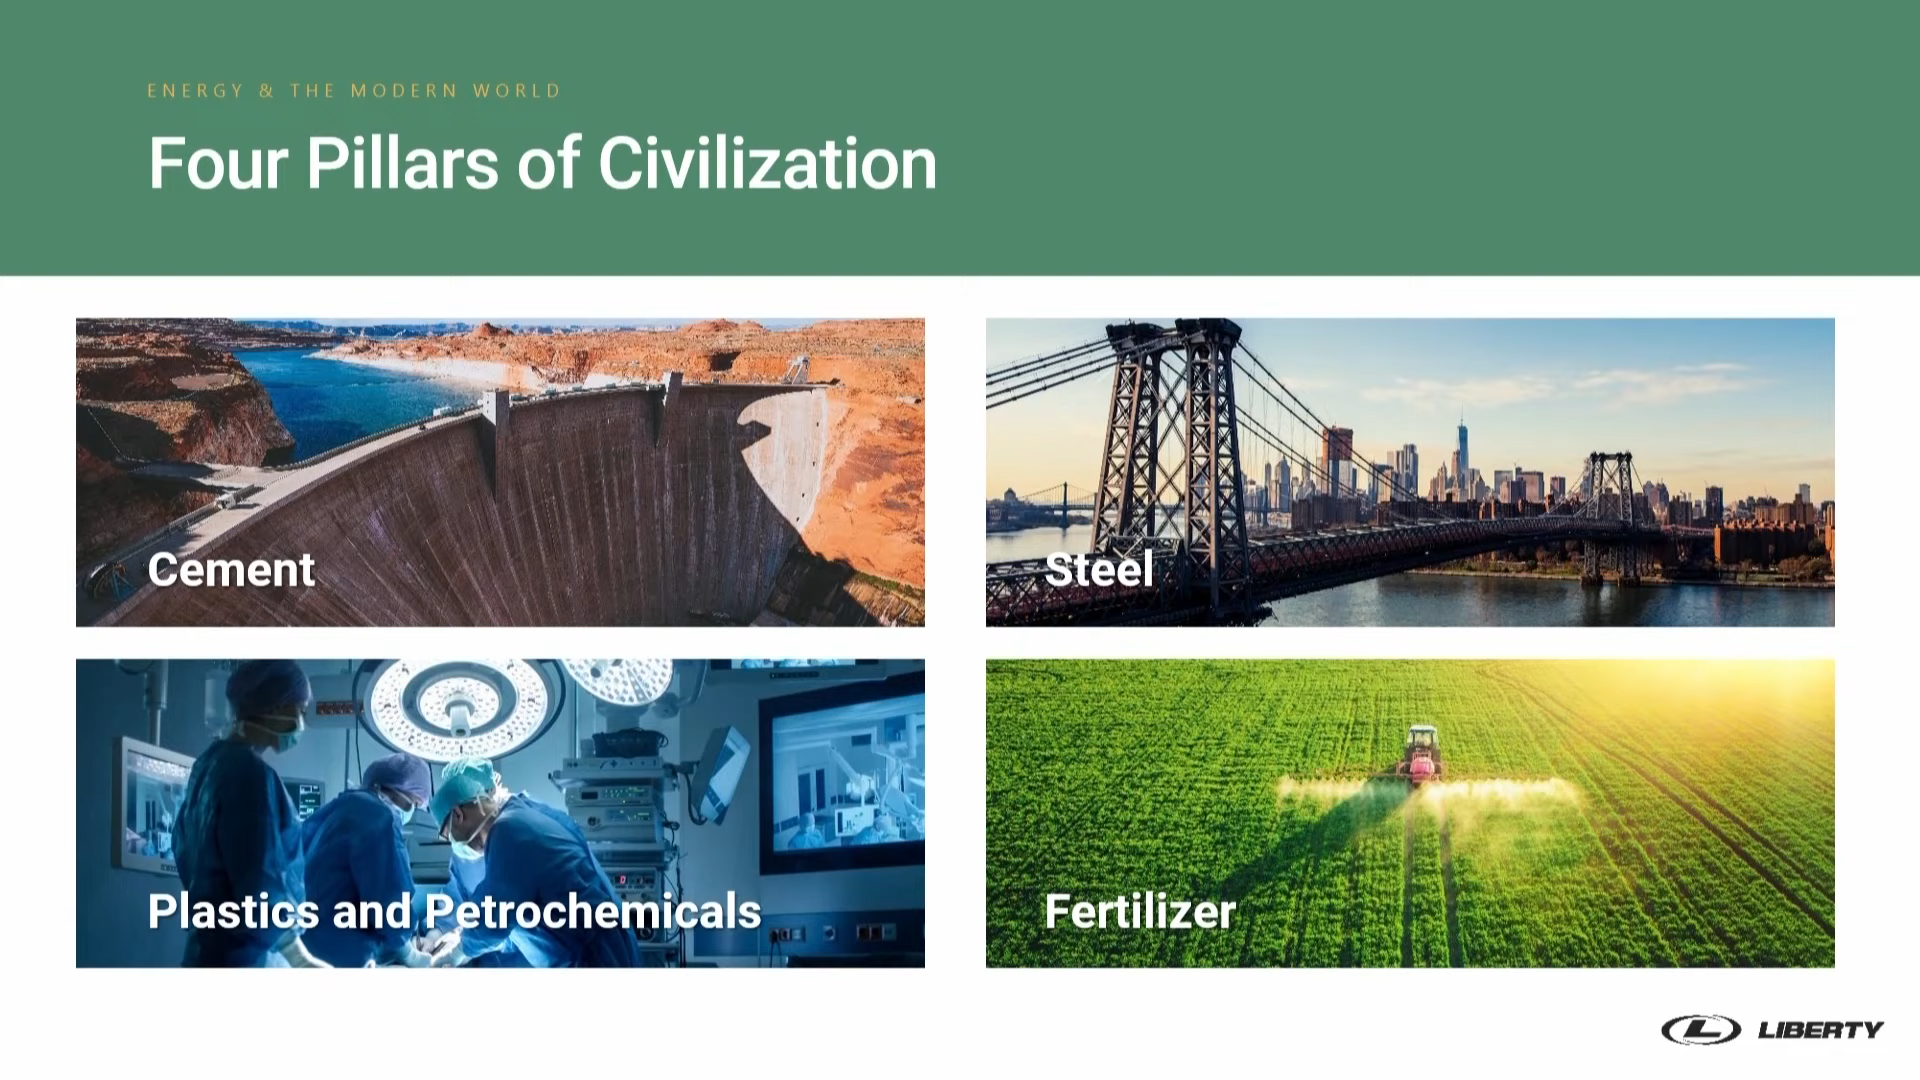 ENERGY & THE MODERN WORLD
Four Pillars of Civilization
Cement
Steel
Plastics and Petrochemicals
Fertilizer
LIBERTY